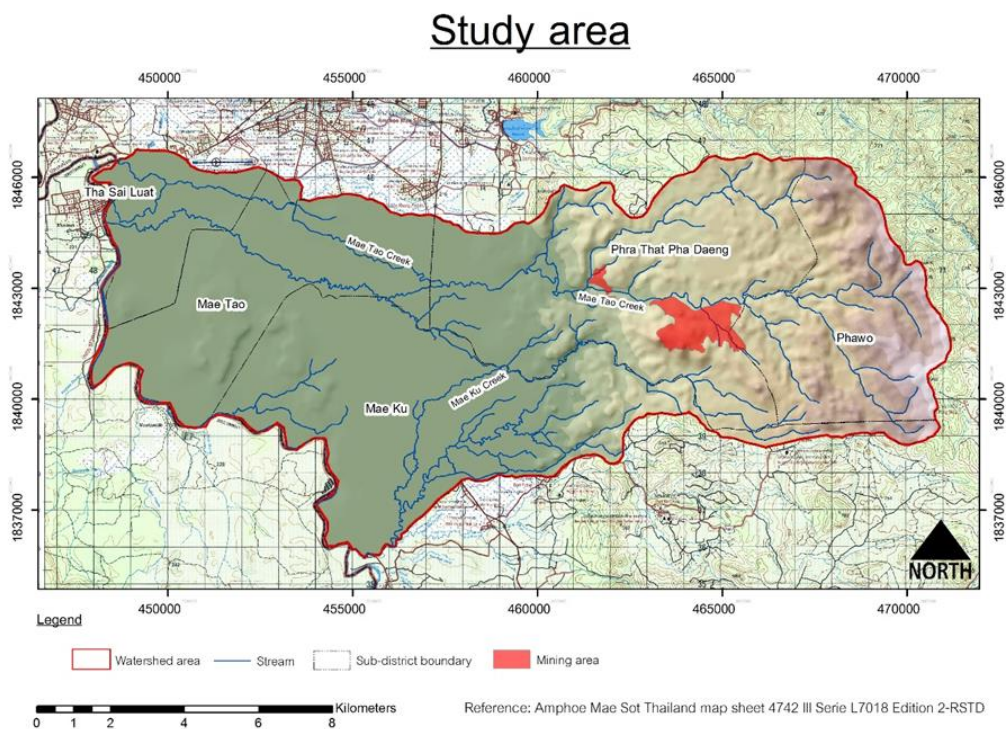 Study area
450000 455000 460000 465000 470000
1846000 1846000
Tha Sai Luat
Phra That Pha Daeng
Mae Tao Creek
1843000 1843000
Mae Tao Creek
Mae Tao
Phawo
Mae Ku Creek
Mae Ku
1840000 1840000
1837000 1837000
NORTH
450000 455000 460000 465000 470000
Legend
Watershed area Stream Sub-district boundary Mining area
Kilometers
0 1 2 4 6 8
Reference: Amphoe Mae Sot Thailand map sheet 4742 III Serie L7018 Edition 2-RSTD